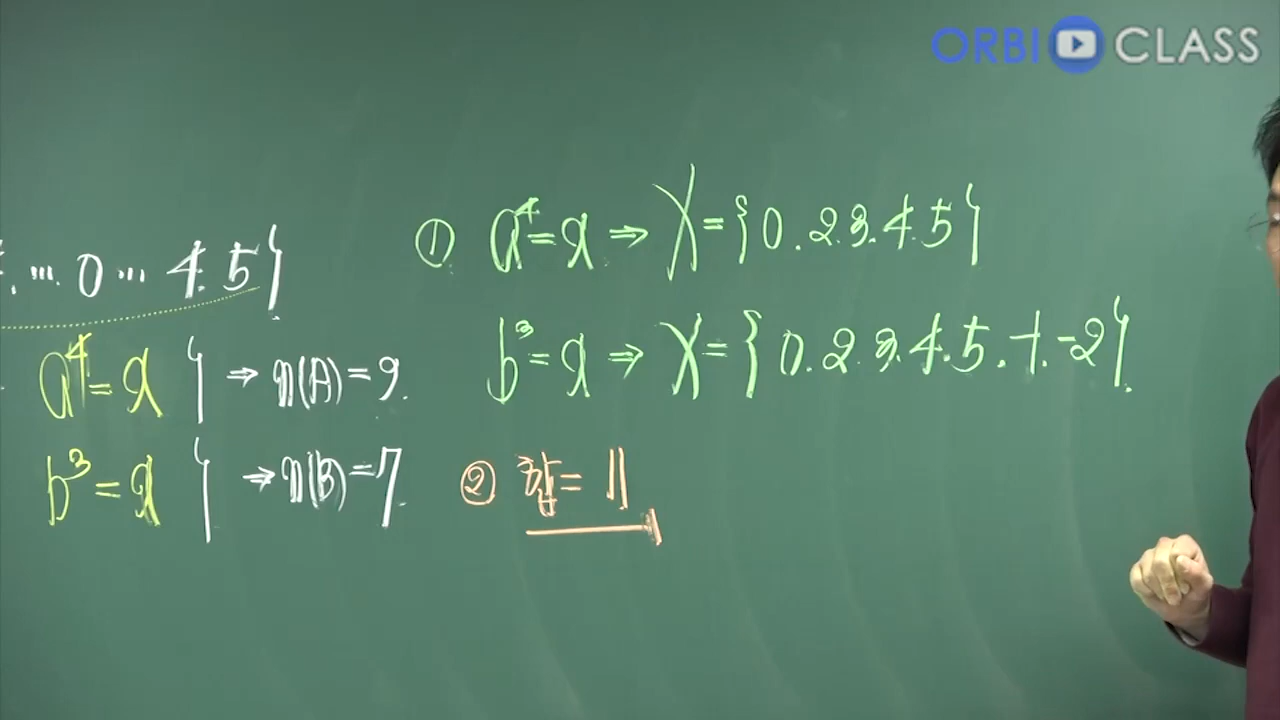 ORBI CLASS
... 0 ... 4. 5}
a⁴ = x } ⇒ n(A) = 9.
b³ = x } ⇒ n(B) = 7
① a⁴ = x ⇒ X = {0. 2. 3. 4. 5}
b³ = x ⇒ X = {0. 2. 3. 4. 5. -1. -2}.
② 합 = 11